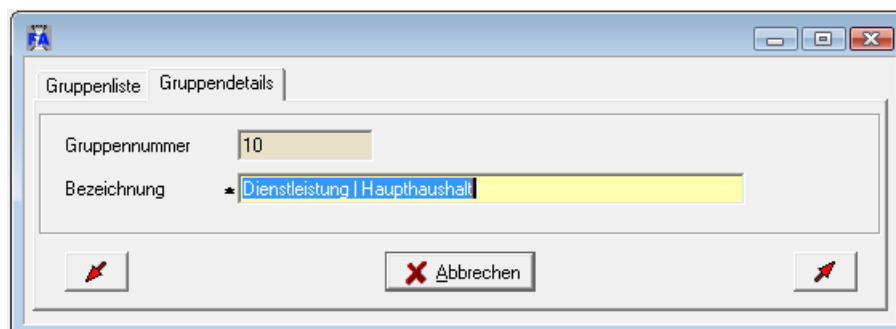 FA
Gruppenliste Gruppendetails
Gruppennummer 10
Bezeichnung * Dienstleistung | Haupthaushalt
Abbrechen